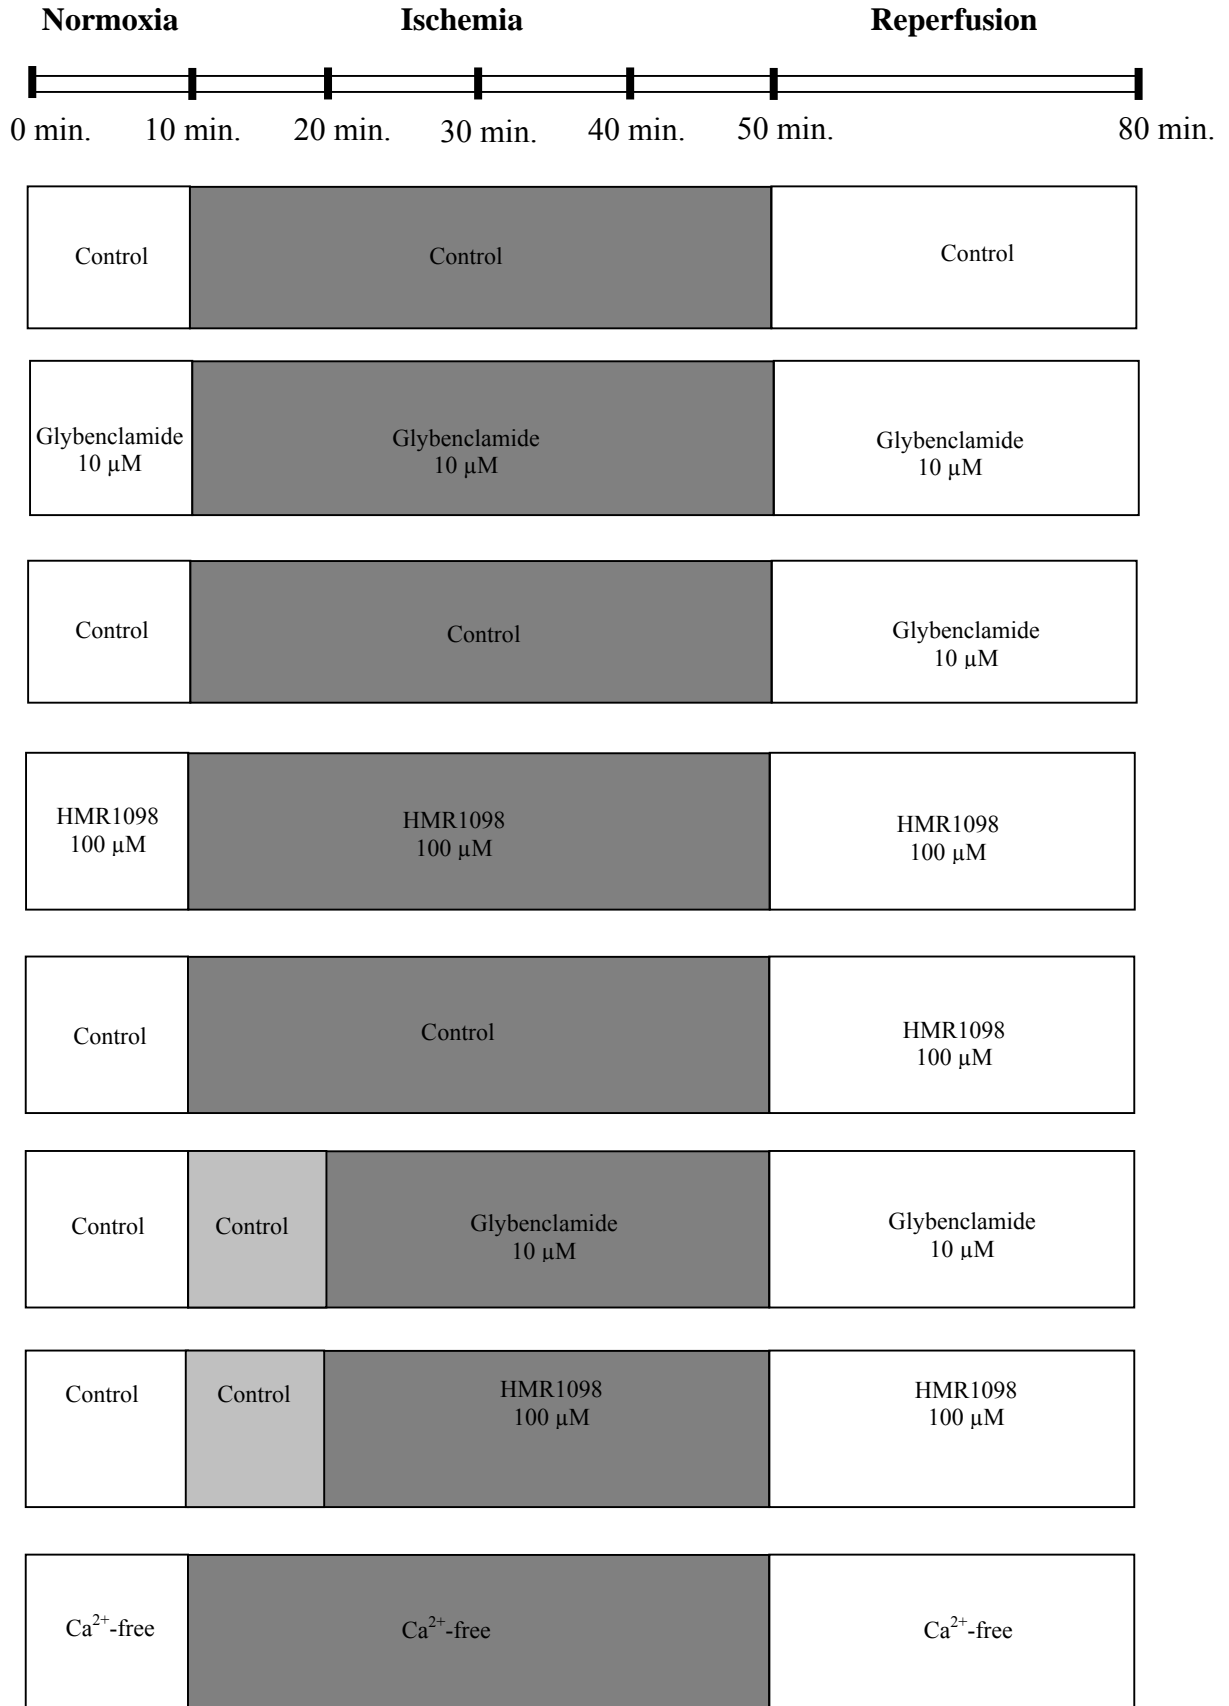 Normoxia Ischemia Reperfusion
0 min. 10 min. 20 min. 30 min. 40 min. 50 min. 80 min.
Control Control Control
Glybenclamide Glybenclamide Glybenclamide
10 µM 10 µM 10 µM
Control Control Glybenclamide
10 µM
HMR1098 HMR1098 HMR1098
100 µM 100 µM 100 µM
Control Control HMR1098
100 µM
Control Control Glybenclamide Glybenclamide
10 µM 10 µM
Control Control HMR1098 HMR1098
100 µM 100 µM
Ca²⁺-free Ca²⁺-free Ca²⁺-free